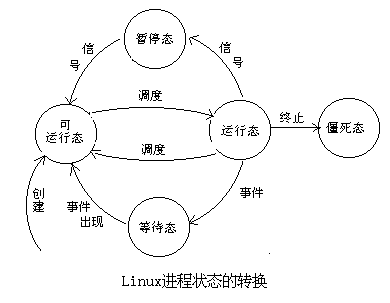 暂停态
信
号
信
号
调度
可
运行态
运行态
终止
僵死态
调度
创
建
事件
出现
等待态
事件
Linux进程状态的转换